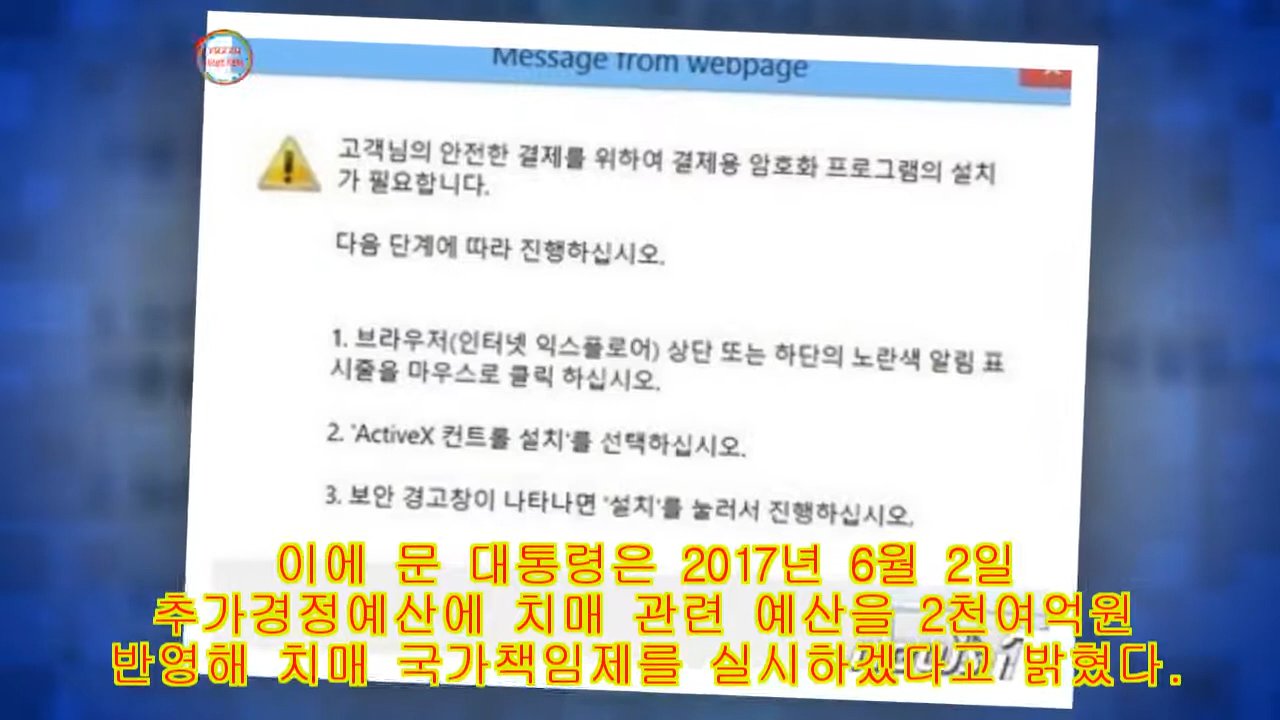 Message from webpage
고객님의 안전한 결제를 위하여 결제용 암호화 프로그램의 설치
가 필요합니다.
다음 단계에 따라 진행하십시오.
1. 브라우저(인터넷 익스플로어) 상단 또는 하단의 노란색 알림 표
시줄을 마우스로 클릭 하십시오.
2. 'ActiveX 컨트롤 설치'를 선택하십시오.
3. 보안 경고창이 나타나면 '설치'를 눌러서 진행하십시오.
이에 문 대통령은 2017년 6월 2일
추가경정예산에 치매 관련 예산을 2천여억원
반영해 치매 국가책임제를 실시하겠다고 밝혔다.